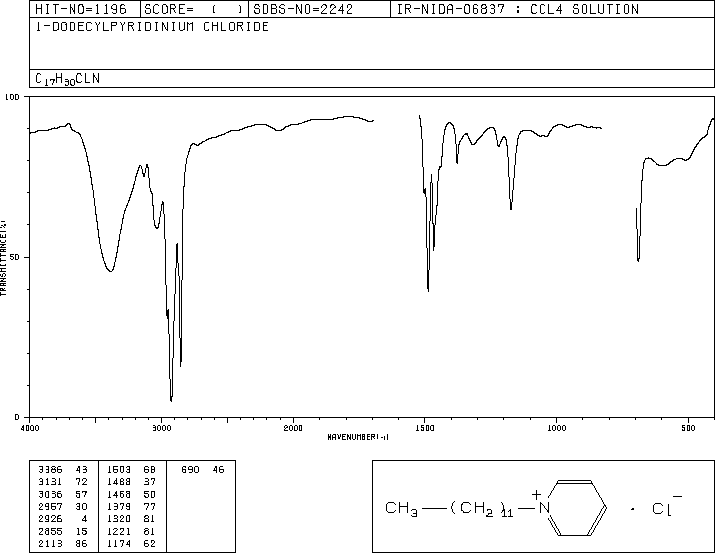 HIT-NO=1196 SCORE= ( ) SDBS-NO=2242 IR-NIDA-06837 : CCL4 SOLUTION
1-DODECYLPYRIDINIUM CHLORIDE
C17H30CLN
100
50
0
TRANSMITTANCE(%)
4000 3000 2000 1500 1000 500
WAVENUMBER(-1)
3386 43 1503 68 690 46
3131 72 1488 37
3036 57 1468 50
2957 30 1379 77
2926 4 1320 81
2855 15 1221 81
2113 86 1174 62
CH3—(CH2)11—N+ · Cl−